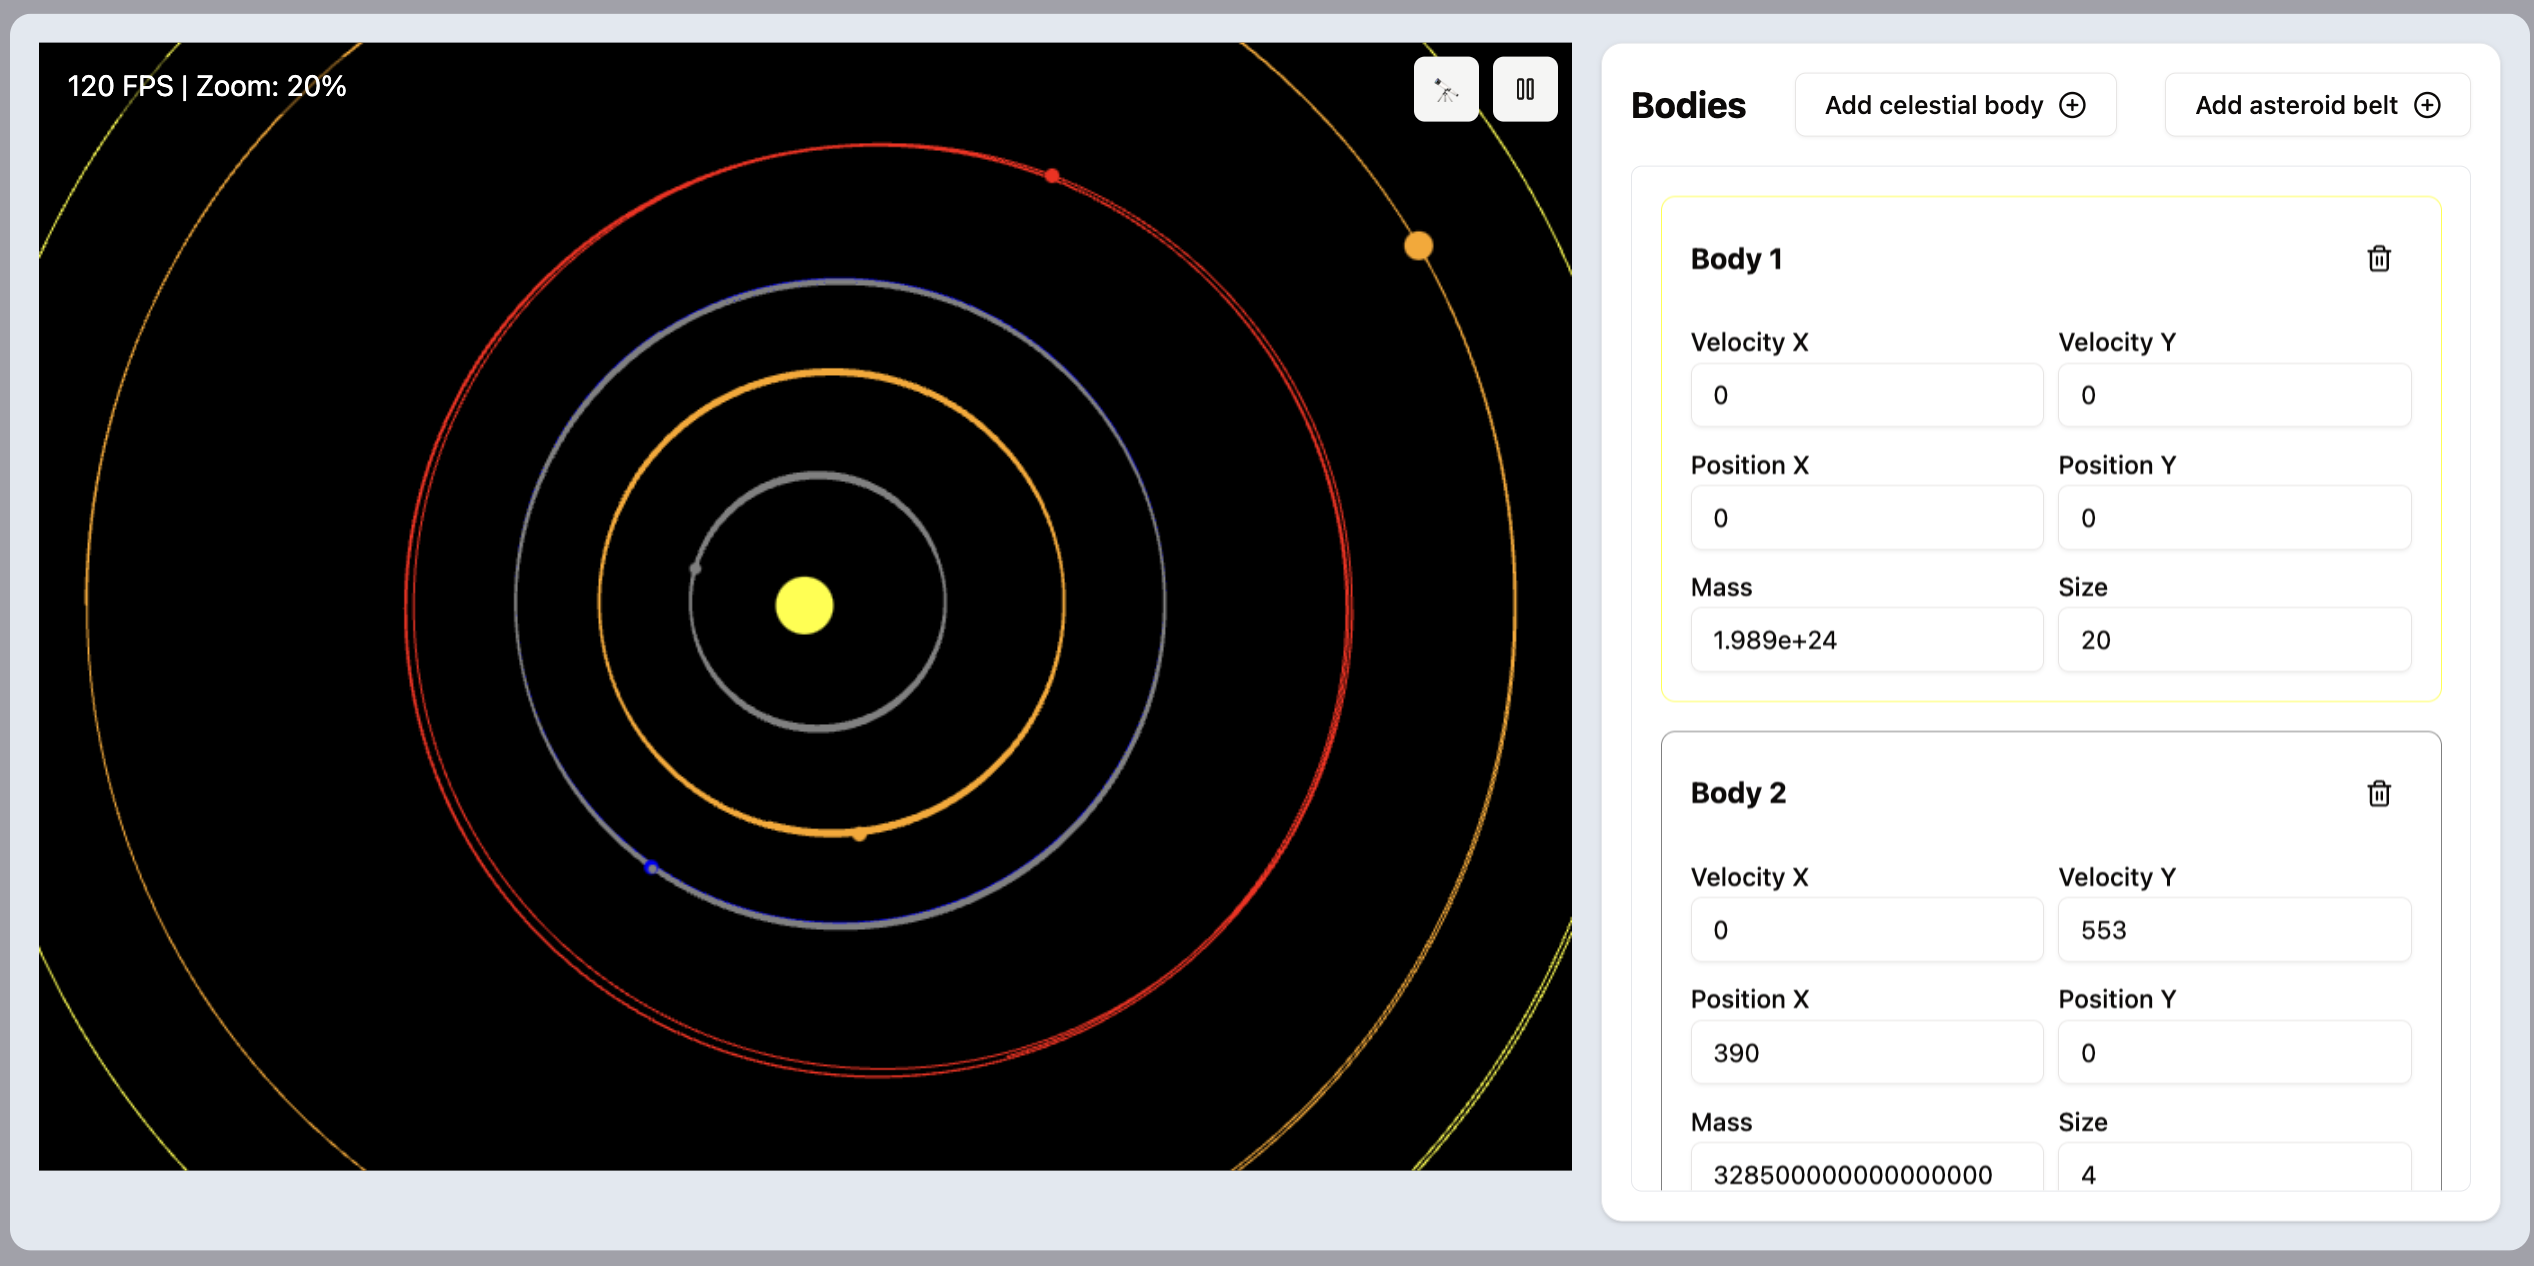 120 FPS | Zoom: 20%
Bodies
Add celestial body
Add asteroid belt
Body 1
Velocity X
Velocity Y
0
0
Position X
Position Y
0
0
Mass
Size
1.989e+24
20
Body 2
Velocity X
Velocity Y
0
553
Position X
Position Y
390
0
Mass
Size
328500000000000000
4